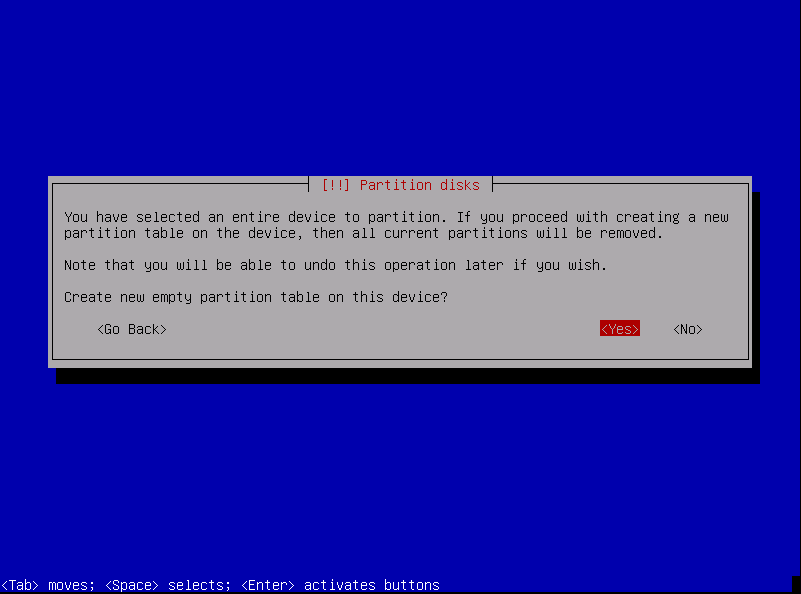 [!!] Partition disks
You have selected an entire device to partition. If you proceed with creating a new
partition table on the device, then all current partitions will be removed.
Note that you will be able to undo this operation later if you wish.
Create new empty partition table on this device?
<Go Back> <Yes> <No>
<Tab> moves; <Space> selects; <Enter> activates buttons